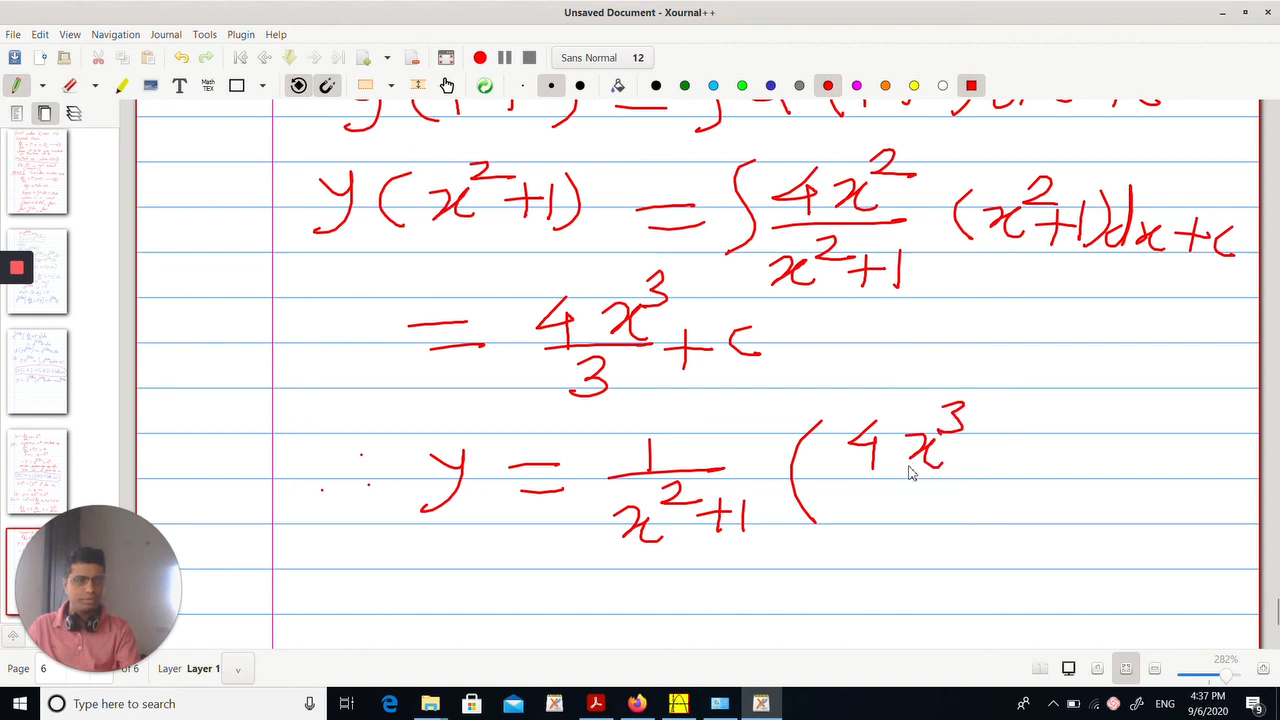 Unsaved Document - Xournal++
File Edit View Navigation Journal Tools Plugin Help
Sans Normal 12
y(x²+1) = ∫ 4x²/(x²+1) (x²+1)dx + c
= 4x³/3 + c
∴ y = 1/(x²+1) ( 4x³
Page 6 of 6 Layer Layer 1
282%
Type here to search
ENG
4:37 PM
9/6/2020